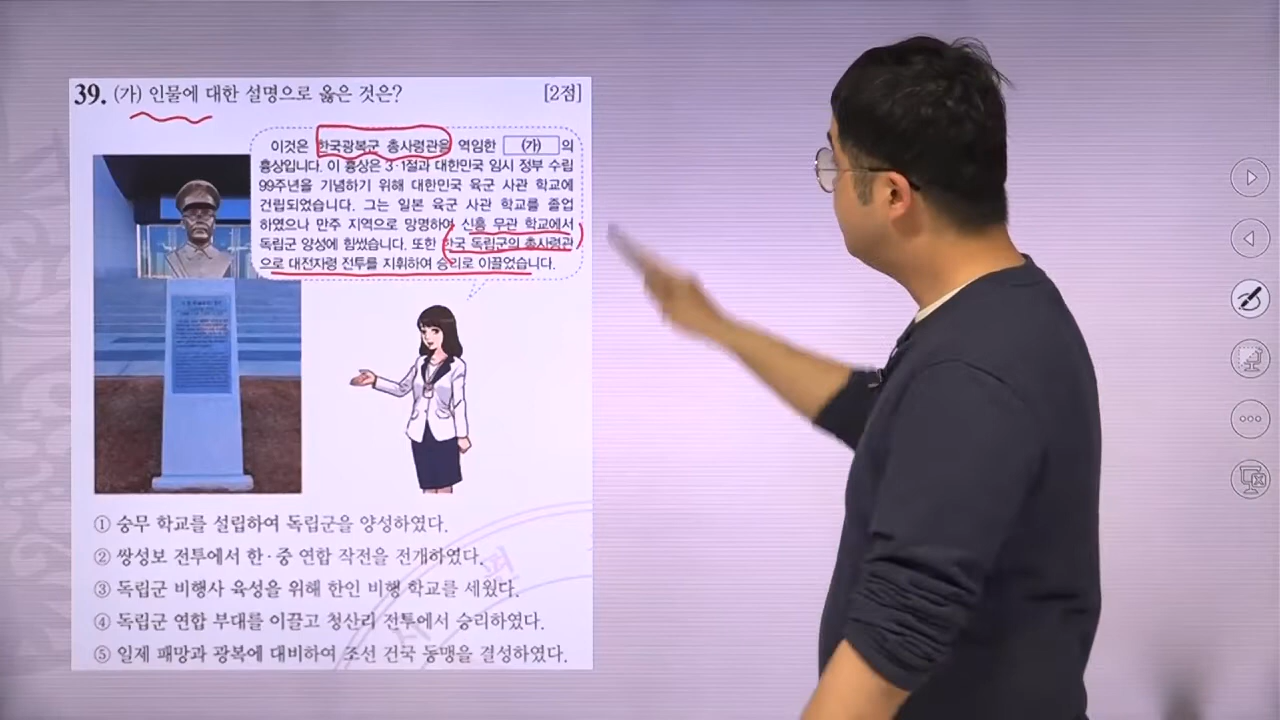 39. (가) 인물에 대한 설명으로 옳은 것은? [2점]
이것은 한국광복군 총사령관을 역임한 (가) 의
흉상입니다. 이 흉상은 3·1절과 대한민국 임시 정부 수립
99주년을 기념하기 위해 대한민국 육군 사관 학교에
건립되었습니다. 그는 일본 육군 사관 학교를 졸업
하였으나 만주 지역으로 망명하여 신흥 무관 학교에서
독립군 양성에 힘썼습니다. 또한 한국 독립군의 총사령관
으로 대전자령 전투를 지휘하여 승리로 이끌었습니다.
① 숭무 학교를 설립하여 독립군을 양성하였다.
② 쌍성보 전투에서 한·중 연합 작전을 전개하였다.
③ 독립군 비행사 육성을 위해 한인 비행 학교를 세웠다.
④ 독립군 연합 부대를 이끌고 청산리 전투에서 승리하였다.
⑤ 일제 패망과 광복에 대비하여 조선 건국 동맹을 결성하였다.